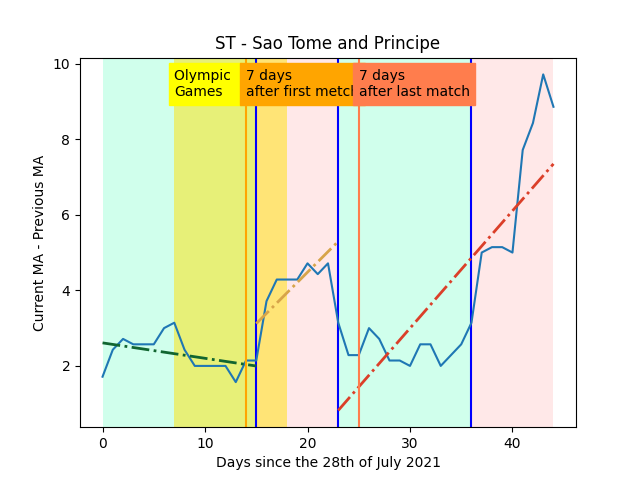 ST - Sao Tome and Principe
Olympic
Games
7 days
after first metch
7 days
after last match
10
8
6
4
2
Current MA - Previous MA
0
10
20
30
40
Days since the 28th of July 2021